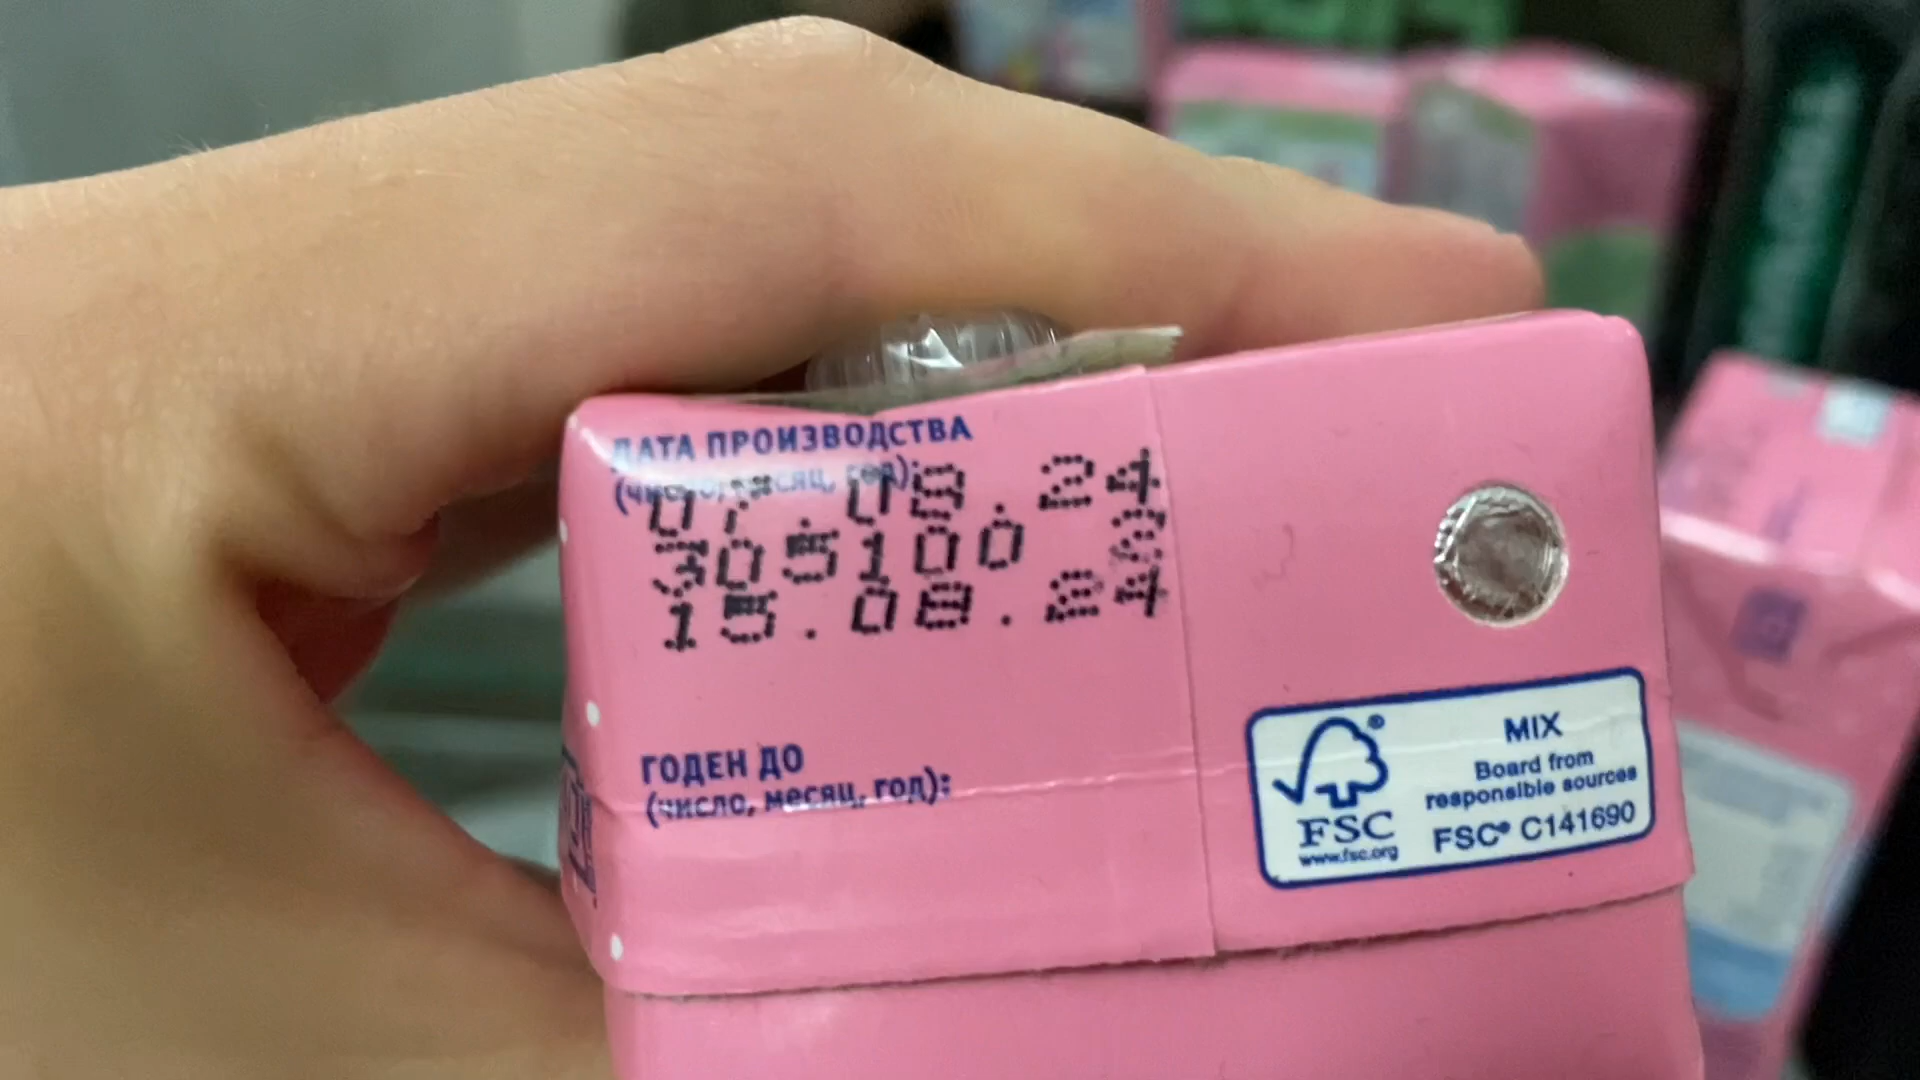 ДАТА ПРОИЗВОДСТВА
(число, месяц, год):
07.08.24
305100 2
15.08.24
ГОДЕН ДО
(число, месяц, год):
FSC®
www.fsc.org
MIX
Board from
responsible sources
FSC® C141690